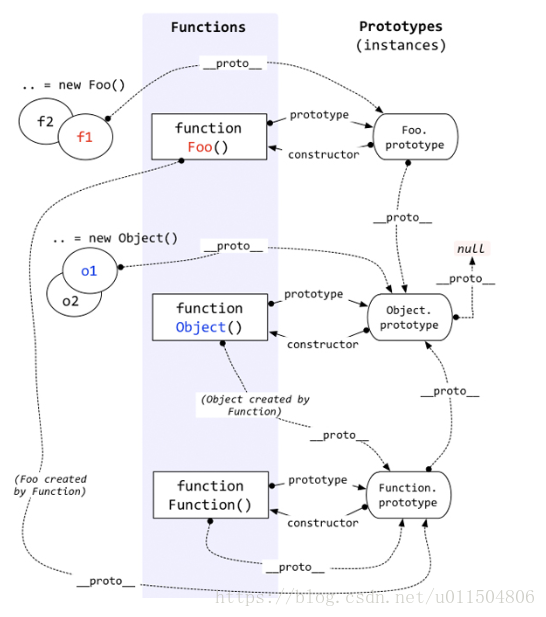 Functions
Prototypes
(instances)
.. = new Foo()
__proto__
f2
f1
function
Foo()
prototype
constructor
Foo.
prototype
__proto__
.. = new Object()
__proto__
null
__proto__
o1
o2
function
Object()
prototype
constructor
Object.
prototype
(Object created by
Function)
__proto__
__proto__
(Foo created
by Function)
function
Function()
prototype
constructor
Function.
prototype
__proto__
__proto__
https://blog.csdn.net/u011504806